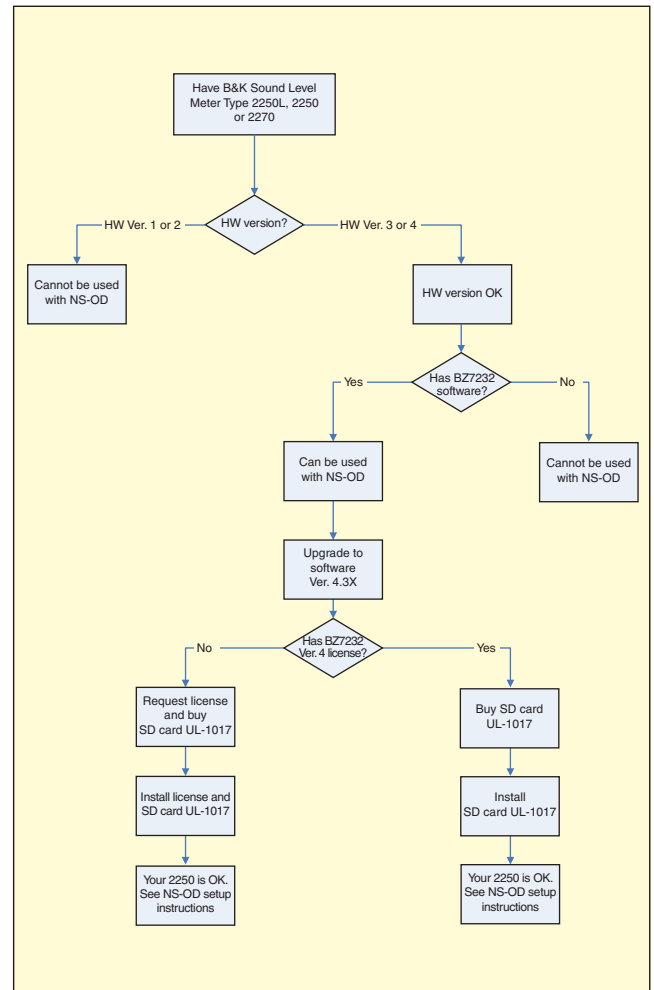 Have B&K Sound Level
Meter Type 2250L, 2250
or 2270
HW version?
HW Ver. 1 or 2
HW Ver. 3 or 4
Cannot be used
with NS-OD
HW version OK
Has BZ7232
software?
Yes
No
Can be used
with NS-OD
Cannot be used
with NS-OD
Upgrade to
software
Ver. 4.3X
Has BZ7232
Ver. 4 license?
No
Yes
Request license
and buy
SD card UL-1017
Buy SD card
UL-1017
Install license and
SD card UL-1017
Install
SD card UL-1017
Your 2250 is OK.
See NS-OD setup
instructions
Your 2250 is OK.
See NS-OD setup
instructions